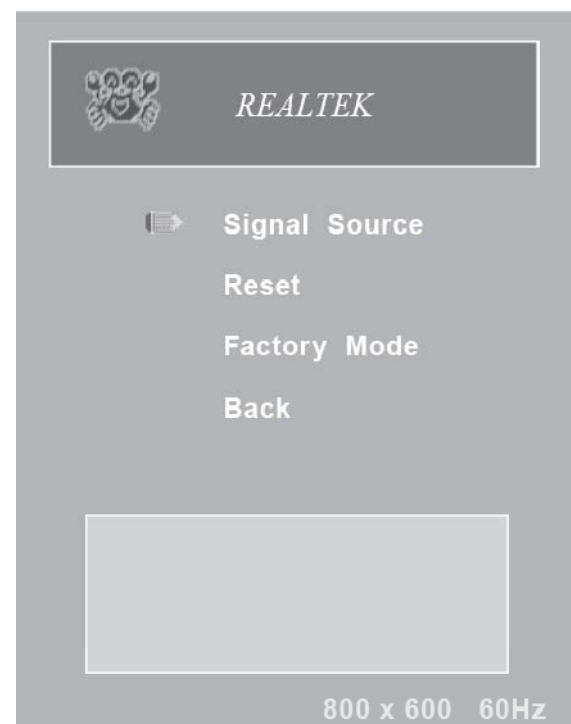 REALTEK
Signal Source
Reset
Factory Mode
Back
800 x 600 60Hz